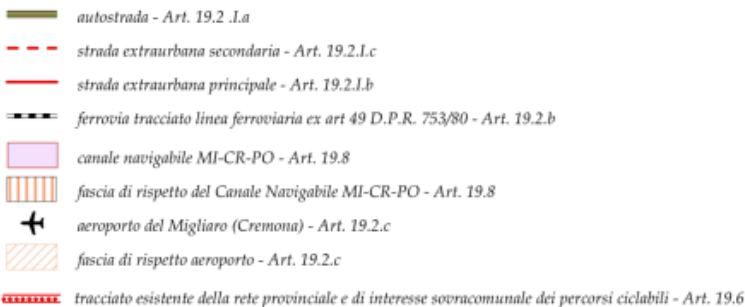 autostrada - Art. 19.2 .I.a
strada extraurbana secondaria - Art. 19.2.I.c
strada extraurbana principale - Art. 19.2.I.b
ferrovia tracciato linea ferroviaria ex art 49 D.P.R. 753/80 - Art. 19.2.b
canale navigabile MI-CR-PO - Art. 19.8
fascia di rispetto del Canale Navigabile MI-CR-PO - Art. 19.8
aeroporto del Migliaro (Cremona) - Art. 19.2.c
fascia di rispetto aeroporto - Art. 19.2.c
tracciato esistente della rete provinciale e di interesse sovracomunale dei percorsi ciclabili - Art. 19.6